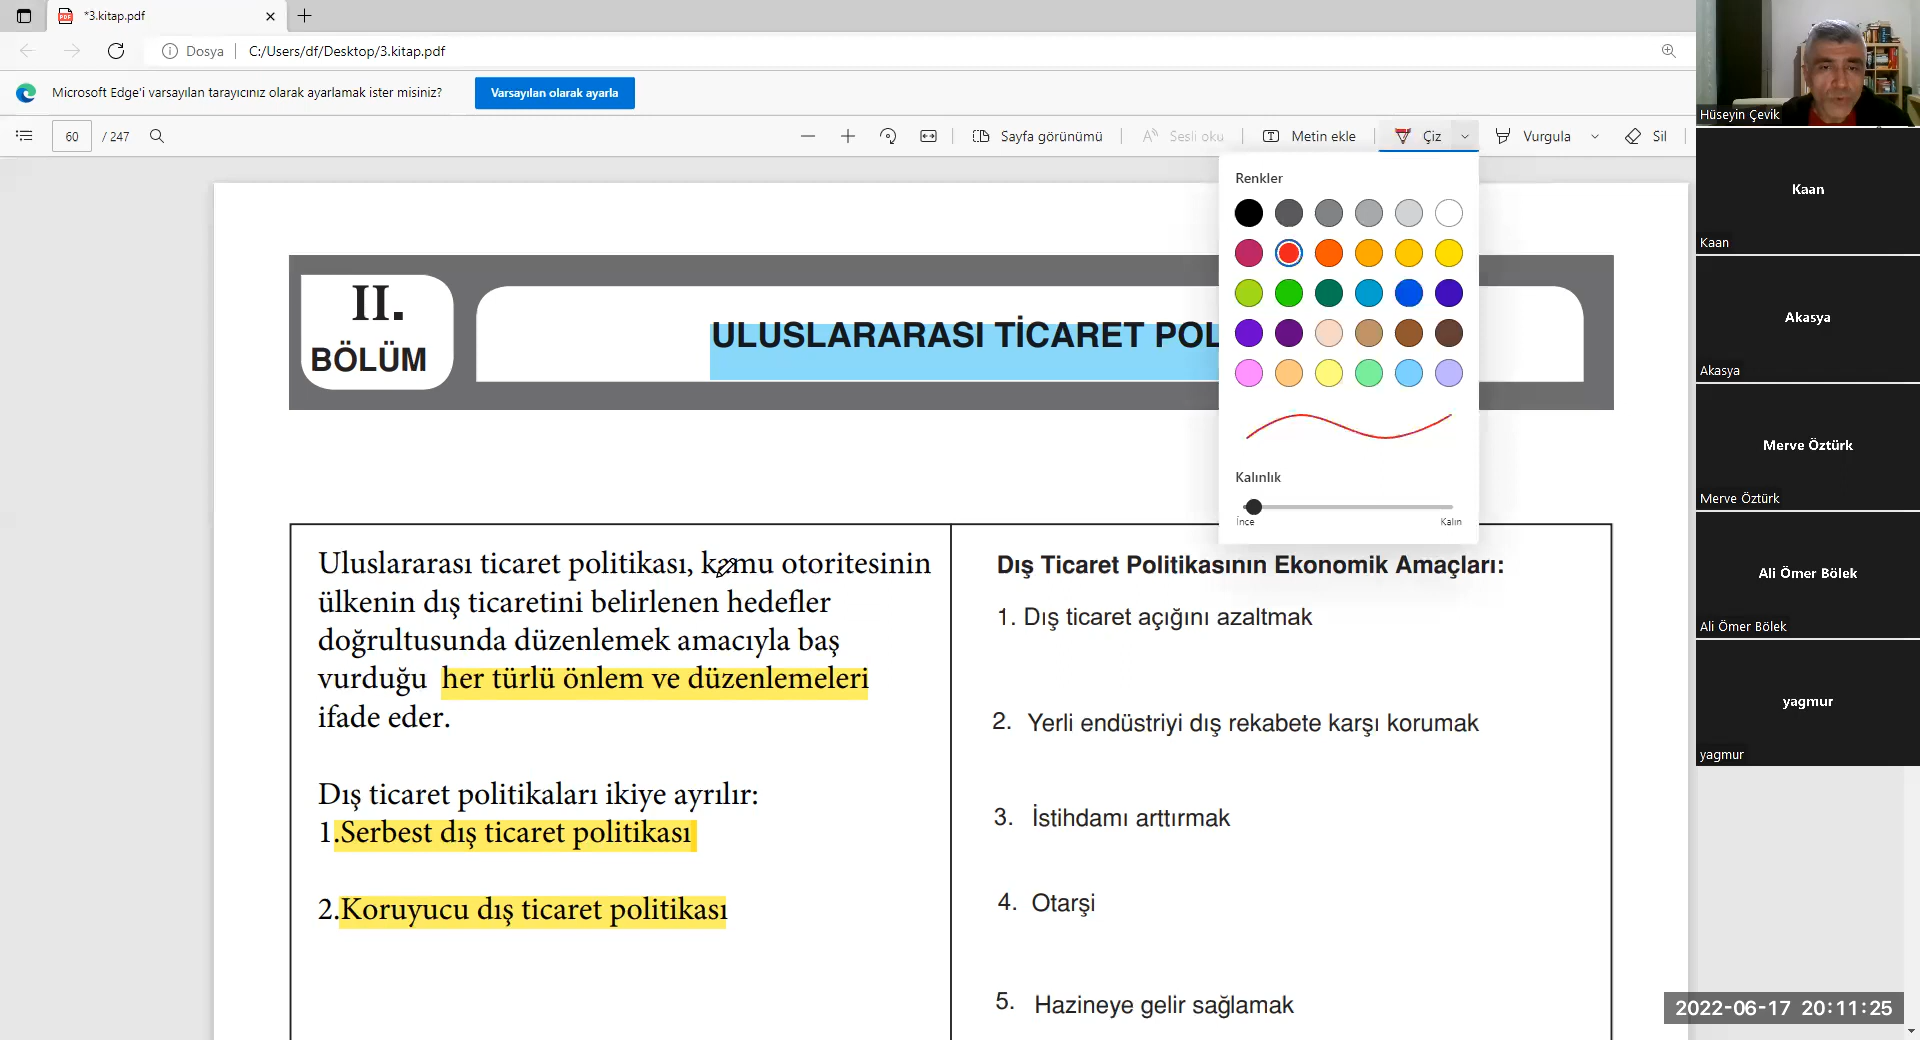 *3.kitap.pdf
Dosya
C:/Users/df/Desktop/3.kitap.pdf
Microsoft Edge'i varsayılan tarayıcınız olarak ayarlamak ister misiniz?
Varsayılan olarak ayarla
60 / 247
Sayfa görünümü
Sesli oku
Metin ekle
Çiz
Vurgula
Sil
Renkler
Kalınlık
İnce
Kalın
II.
BÖLÜM
ULUSLARARASI TİCARET POL
Uluslararası ticaret politikası, kamu otoritesinin
ülkenin dış ticaretini belirlenen hedefler
doğrultusunda düzenlemek amacıyla baş
vurduğu her türlü önlem ve düzenlemeleri
ifade eder.
Dış ticaret politikaları ikiye ayrılır:
1.Serbest dış ticaret politikası
2.Koruyucu dış ticaret politikası
Dış Ticaret Politikasının Ekonomik Amaçları:
1. Dış ticaret açığını azaltmak
2. Yerli endüstriyi dış rekabete karşı korumak
3. İstihdamı arttırmak
4. Otarşi
5. Hazineye gelir sağlamak
Hüseyin Çevik
Kaan
Kaan
Akasya
Akasya
Merve Öztürk
Merve Öztürk
Ali Ömer Bölek
Ali Ömer Bölek
yagmur
yagmur
2022-06-17 20:11:25